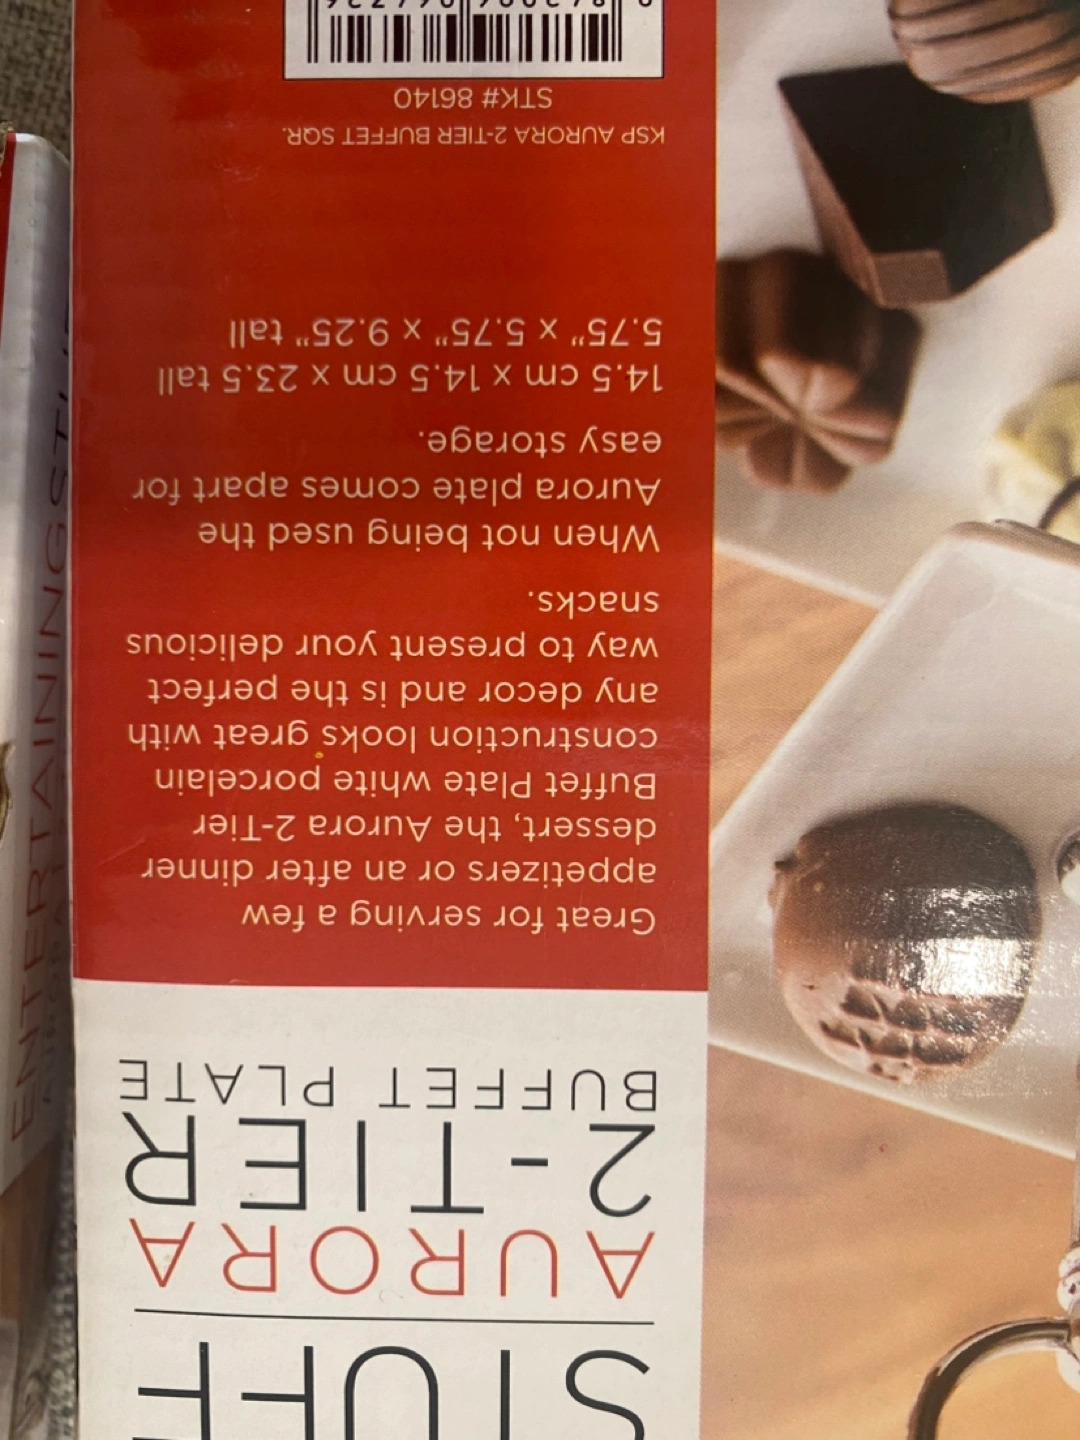 STUFF
AURORA
2-TIER
BUFFET PLATE
Great for serving a few
appetizers or an after dinner
dessert, the Aurora 2-Tier
Buffet Plate white porcelain
construction looks great with
any decor and is the perfect
way to present your delicious
snacks.
When not being used the
Aurora plate comes apart for
easy storage.
14.5 cm x 14.5 cm x 23.5 tall
5.75" x 5.75" x 9.25" tall
KSP AURORA 2-TIER BUFFET SQR.
STK# 86140
ENTERTAINING